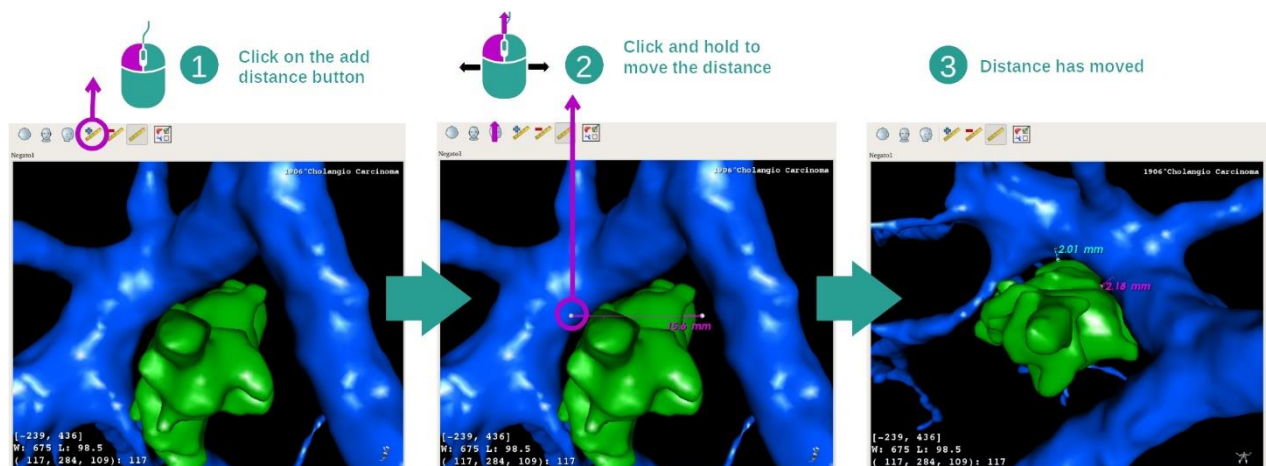 1
Click on the add
distance button
2
Click and hold to
move the distance
3
Distance has moved
Negato1
1906^Cholangio Carcinoma
[-239, 436]
W: 675 L: 98.5
( 117, 284, 109): 117
Negato1
1906^Cholangio Carcinoma
mm
[-239, 436]
W: 675 L: 98.5
( 117, 284, 109): 117
Negato1
1906^Cholangio Carcinoma
2.01 mm
2.18 mm
[-239, 436]
W: 675 L: 98.5
( 117, 284, 109): 117